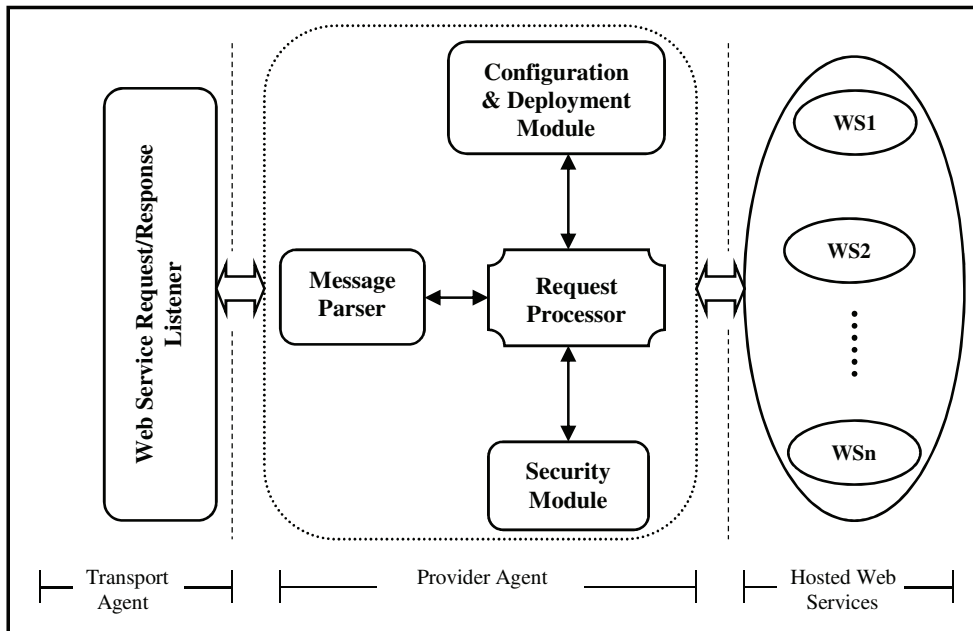 Web Service Request/Response
Listener
Configuration
& Deployment
Module
Message
Parser
Request
Processor
Security
Module
WS1
WS2
WSn
Transport
Agent
Provider Agent
Hosted Web
Services